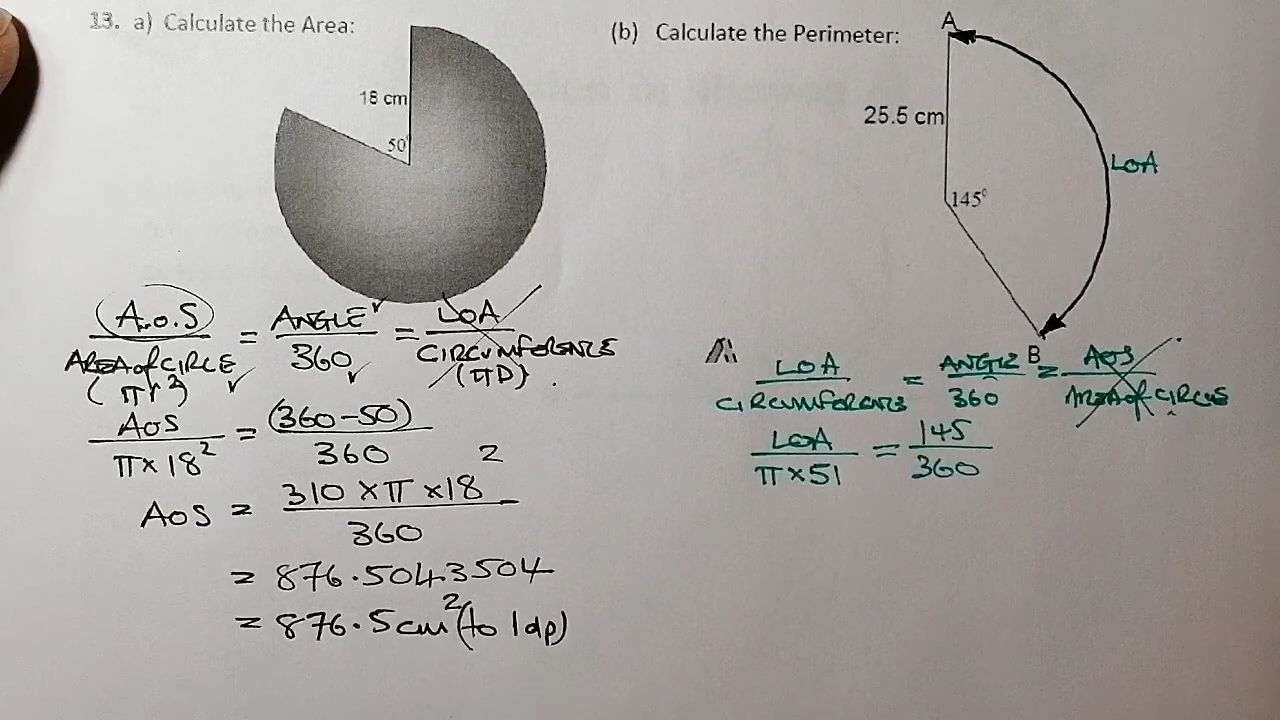 13. a) Calculate the Area:
18 cm
50°
A.o.S / AREA of CIRCLE (πr²) = ANGLE / 360 = LOA / CIRCUMFERENCE (πD).
AOS / π×18² = (360-50) / 360
AOS = 310 × π × 18² / 360
= 876.5043504
= 876.5cm² (to 1dp)
(b) Calculate the Perimeter:
A
25.5 cm
LOA
145°
B
LOA / CIRCUMFERENCE = ANGLE / 360 = AOS / AREA of CIRCLE
LOA / π×51 = 145 / 360